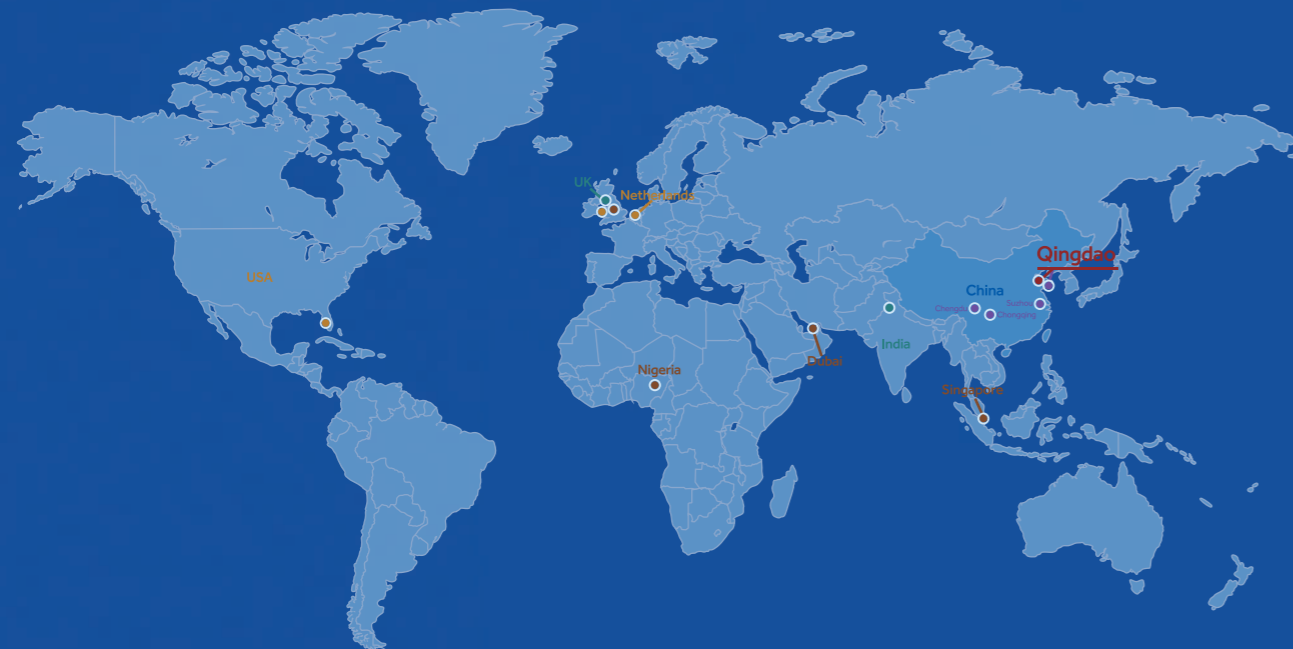 UK
Netherlands
USA
Qingdao
China
Suzhou
Chengdu
Chongqing
India
Dubai
Nigeria
Singapore